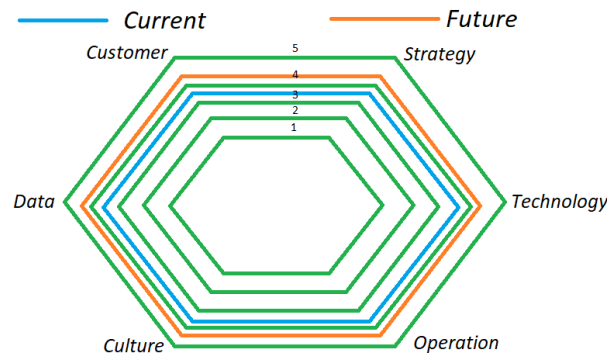 Current Future
Customer 5 Strategy
4
3
2
1
Data Technology
Culture Operation